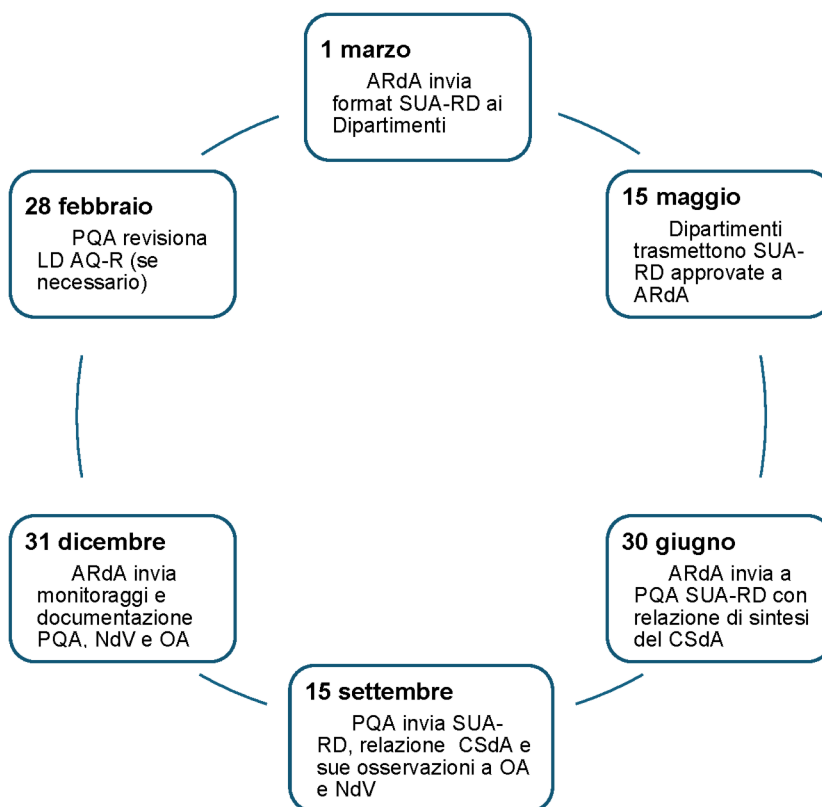 1 marzo
ARdA invia
format SUA-RD ai
Dipartimenti
15 maggio
Dipartimenti
trasmettono SUA-
RD approvate a
ARdA
30 giugno
ARdA invia a
PQA SUA-RD con
relazione di sintesi
del CSdA
15 settembre
PQA invia SUA-
RD, relazione CSdA e
sue osservazioni a OA
e NdV
31 dicembre
ARdA invia
monitoraggi e
documentazione
PQA, NdV e OA
28 febbraio
PQA revisiona
LD AQ-R (se
necessario)